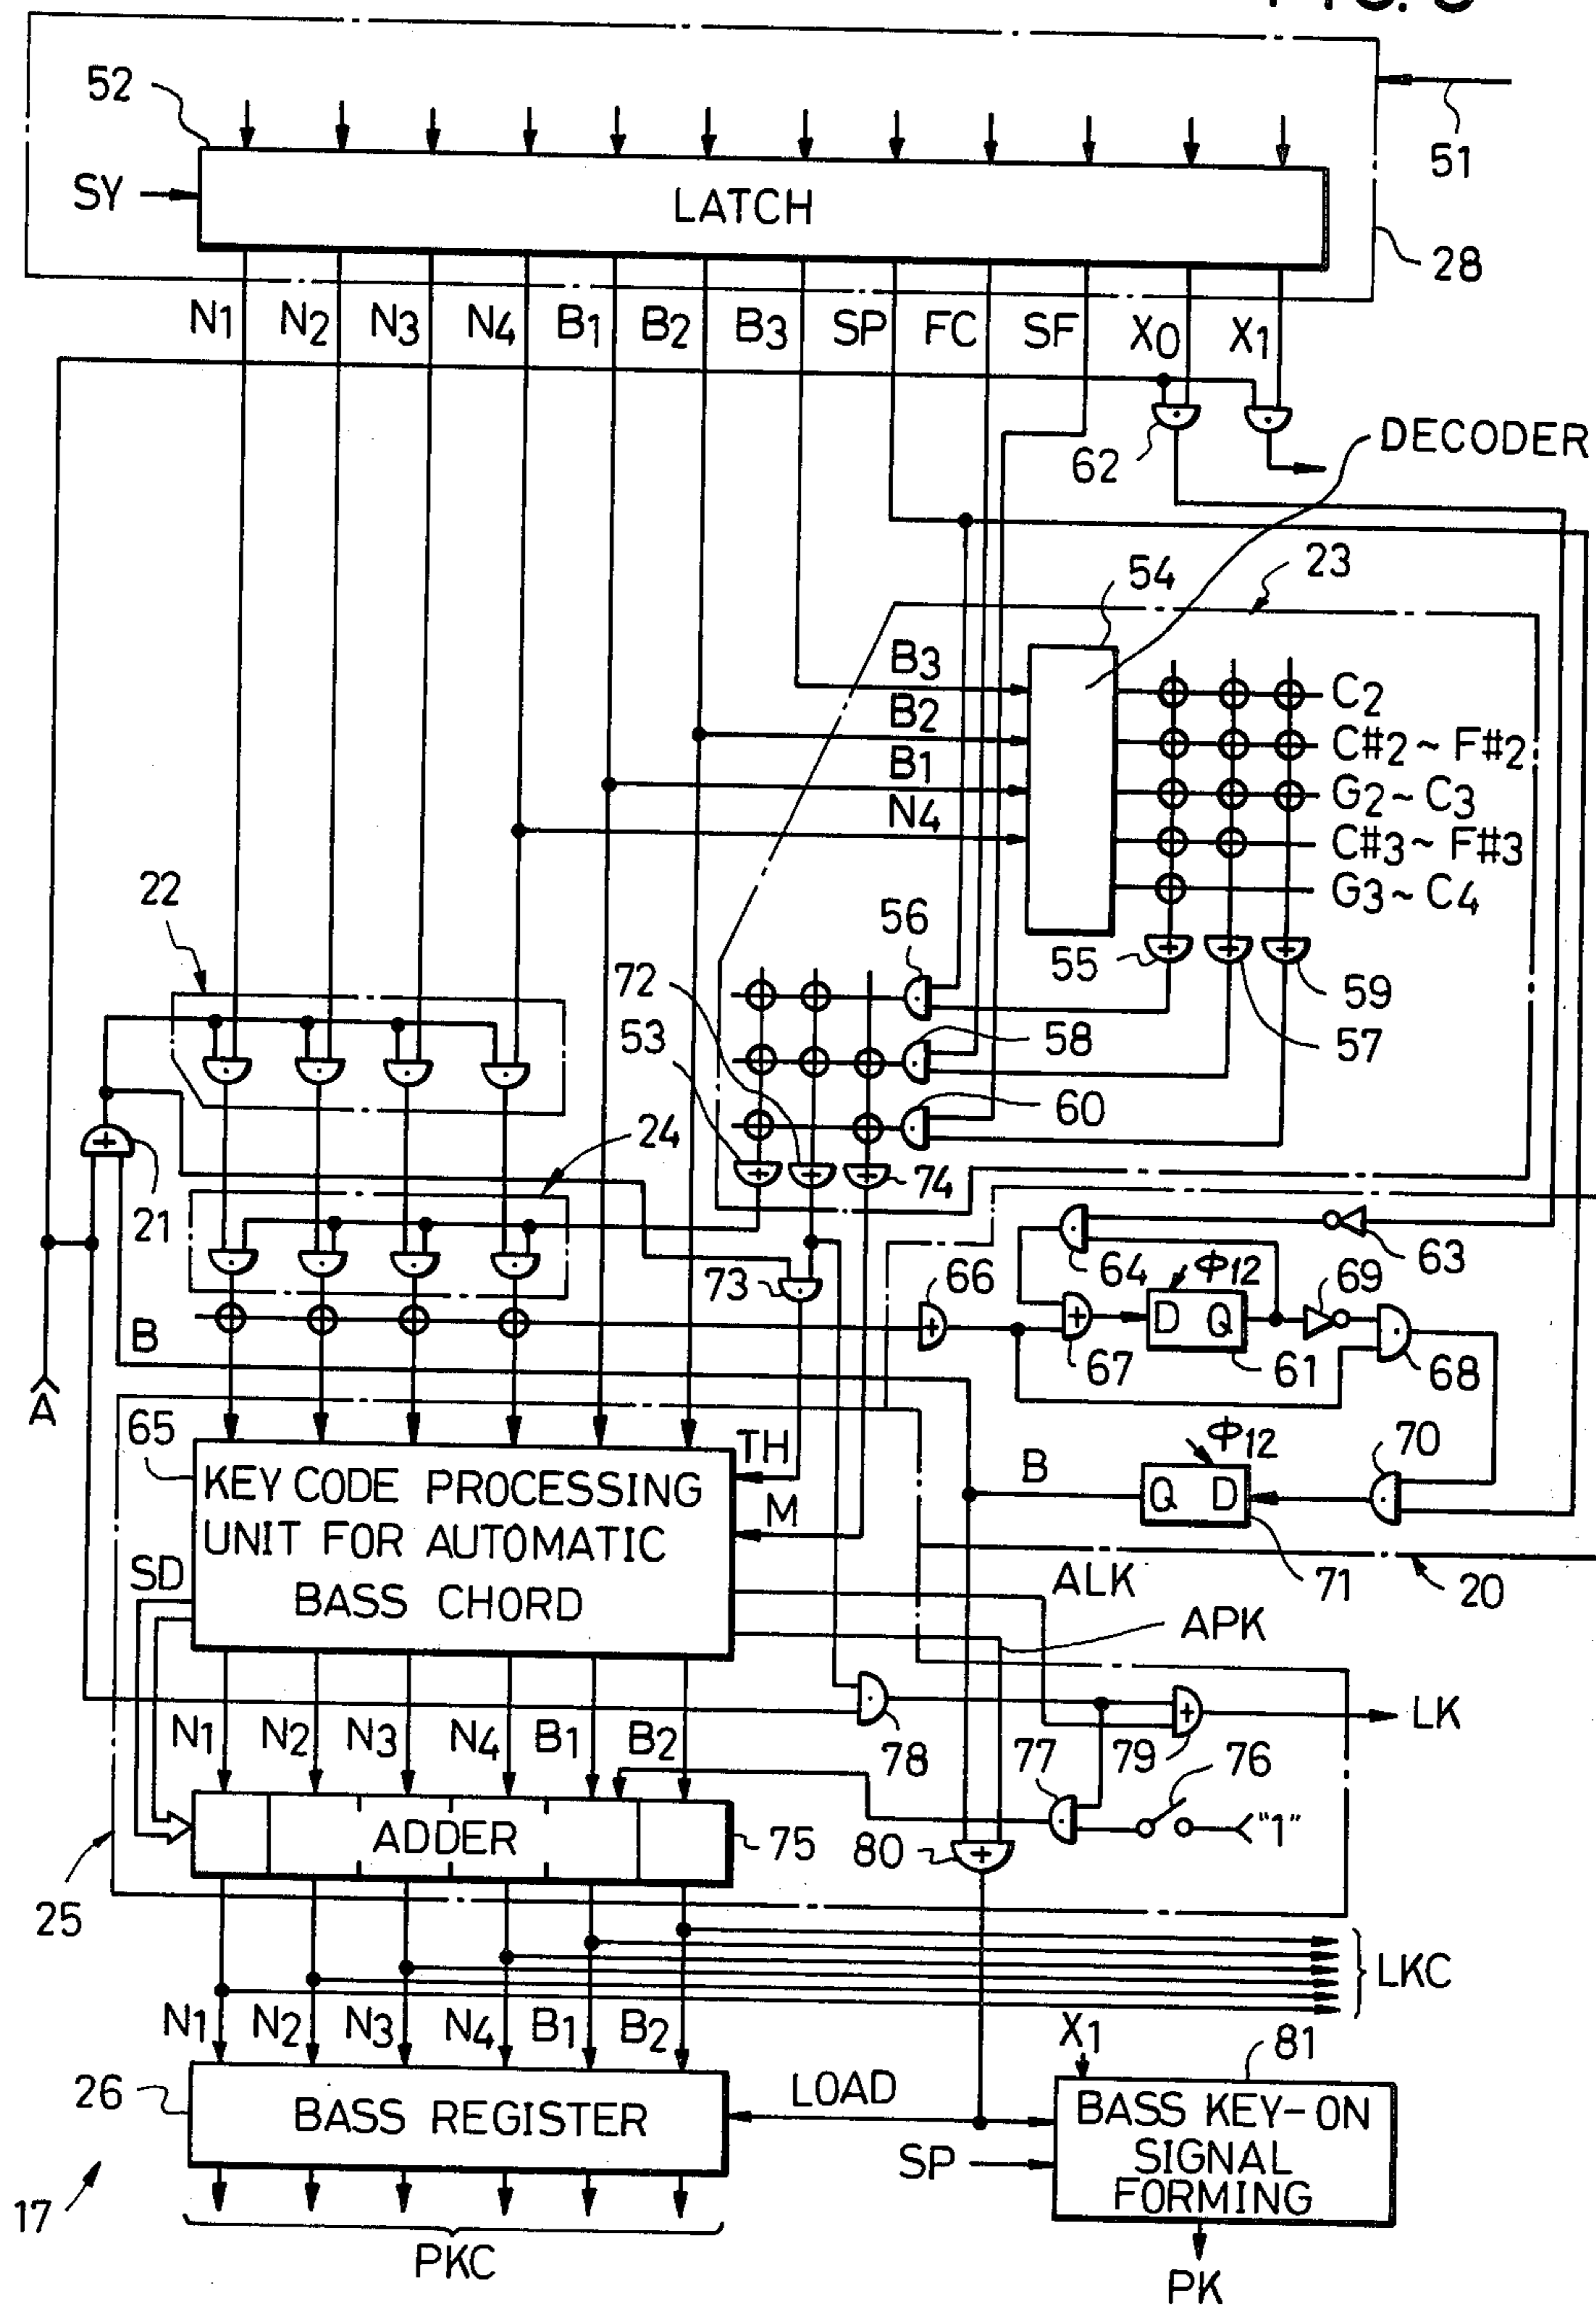 52
51
SY
LATCH
28
N1 N2 N3 N4 B1 B2 B3 SP FC SF X0 X1
62
DECODER
23
54
B3
B2
B1
N4
C2
C#2~F#2
G2~C3
C#3~F#3
G3~C4
22
56
55
59
72
58
57
53
60
24
74
21
63
64
Φ12
69
66
73
D Q
B
67
61
68
A
65
TH
Φ12
70
KEY CODE PROCESSING
UNIT FOR AUTOMATIC
BASS CHORD
M
B
Q D
SD
ALK
71
20
APK
N1 N2 N3 N4 B1 B2
LK
78
77
79
76
ADDER
75
80
"1"
25
LKC
N1 N2 N3 N4 B1 B2
X1
81
26
BASS REGISTER
LOAD
BASS KEY-ON
SIGNAL
FORMING
SP
17
PKC
PK